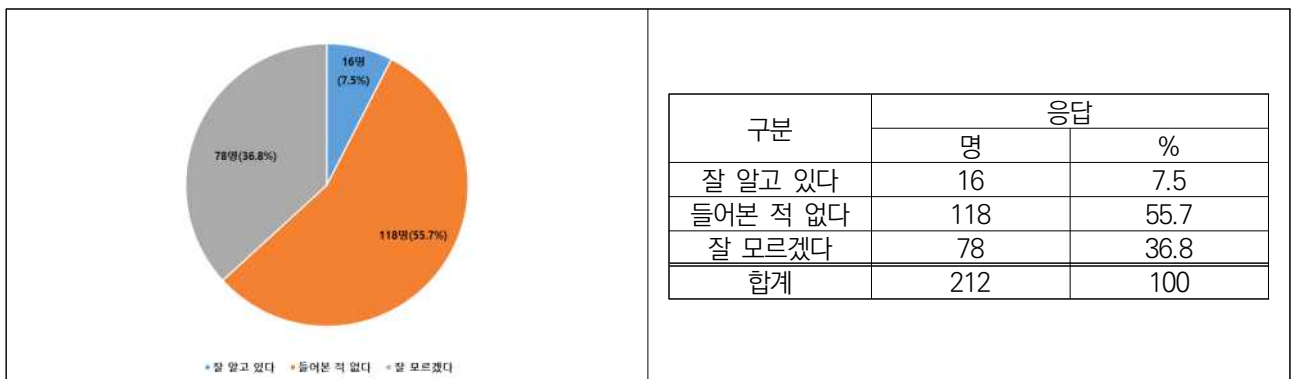 16명
(7.5%)
78명(36.8%)
118명(55.7%)
잘 알고 있다 들어본 적 없다 잘 모르겠다
구분 응답
명 %
잘 알고 있다 16 7.5
들어본 적 없다 118 55.7
잘 모르겠다 78 36.8
합계 212 100